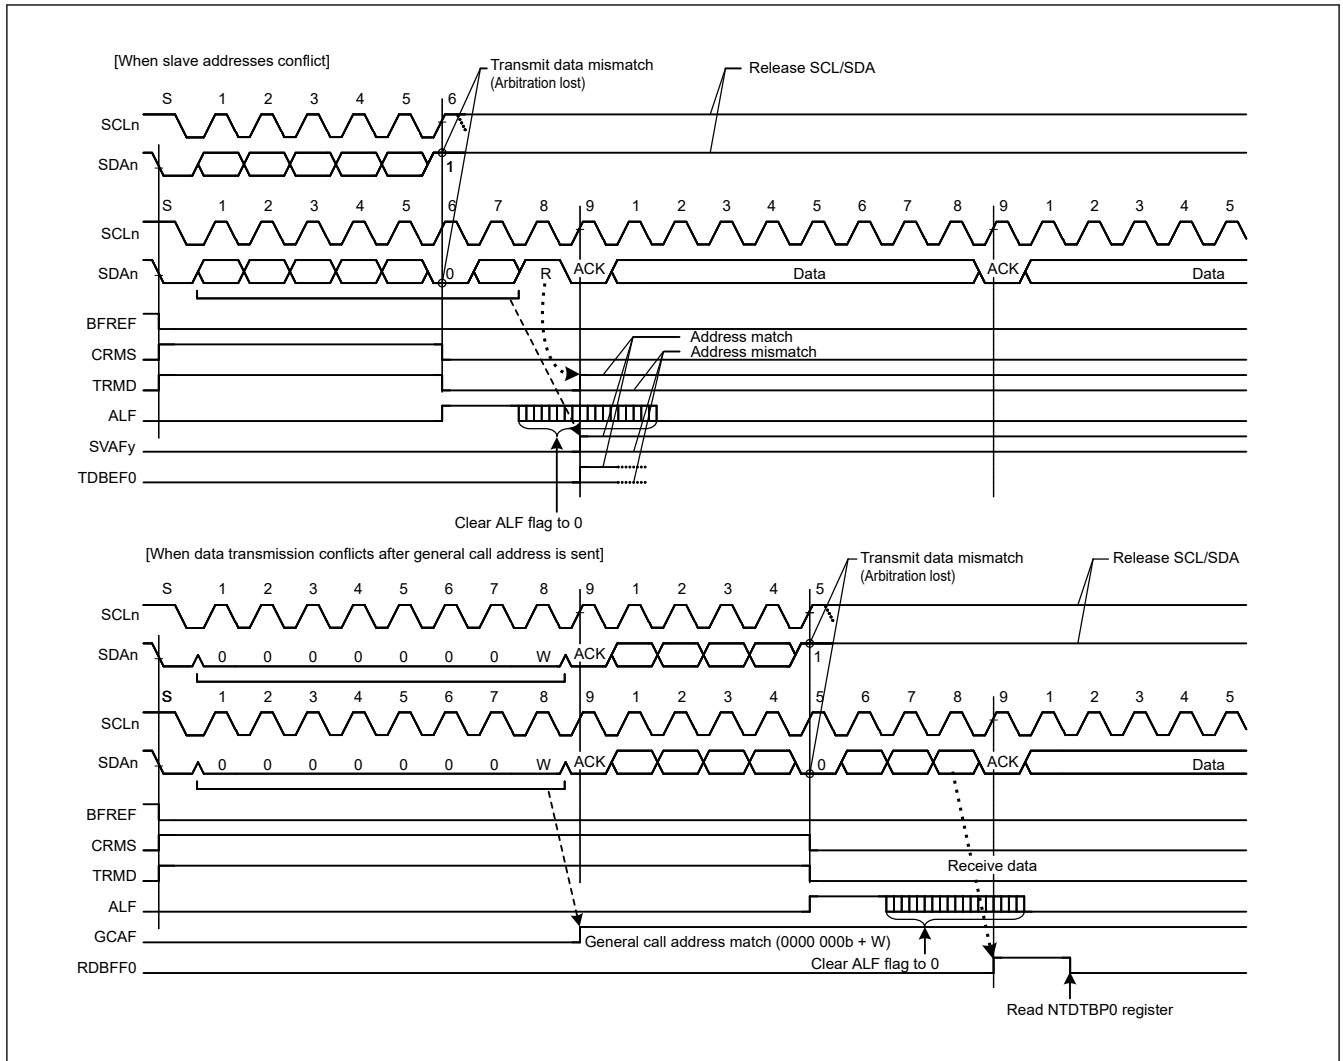 [When slave addresses conflict]
Transmit data mismatch
(Arbitration lost)
Release SCL/SDA
S 1 2 3 4 5 6
SCLn
SDAn 1
S 1 2 3 4 5 6 7 8 9 1 2 3 4 5 6 7 8 9 1 2 3 4 5
SCLn
SDAn 0 R ACK Data ACK Data
BFREF
Address match
CRMS
Address mismatch
TRMD
ALF
SVAFy
TDBEF0
Clear ALF flag to 0
[When data transmission conflicts after general call address is sent]
Transmit data mismatch
(Arbitration lost)
Release SCL/SDA
S 1 2 3 4 5 6 7 8 9 1 2 3 4 5
SCLn
SDAn 0 0 0 0 0 0 0 W ACK 1
S 1 2 3 4 5 6 7 8 9 1 2 3 4 5 6 7 8 9 1 2 3 4 5
SCLn
SDAn 0 0 0 0 0 0 0 W ACK 0 ACK Data
BFREF
CRMS
Receive data
TRMD
ALF
GCAF
General call address match (0000 000b + W)
Clear ALF flag to 0
RDBFF0
Read NTDTBP0 register